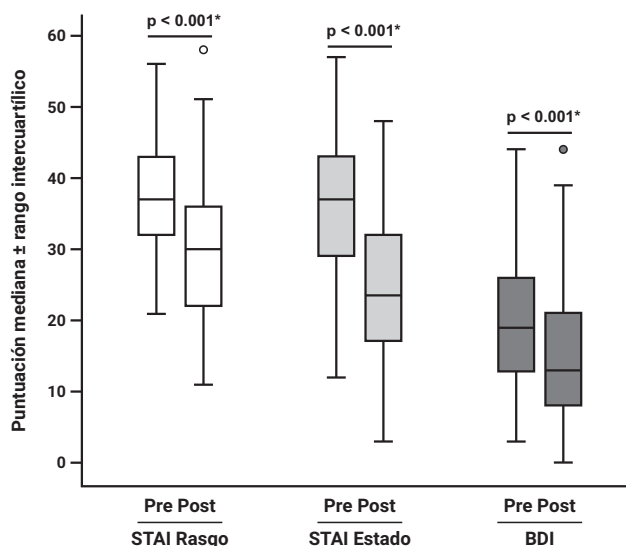 p < 0.001*
p < 0.001*
p < 0.001*
Puntuación mediana ± rango intercuartílico
60
50
40
30
20
10
0
Pre Post
Pre Post
Pre Post
STAI Rasgo
STAI Estado
BDI